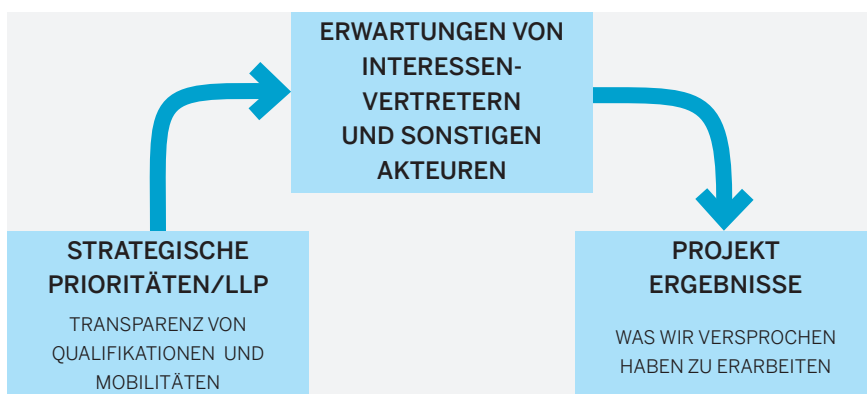 ERWARTUNGEN VON
INTERESSEN-
VERTRETERN
UND SONSTIGEN
AKTEUREN
STRATEGISCHE
PRIORITÄTEN/LLP
TRANSPARENZ VON
QUALIFIKATIONEN UND
MOBILITÄTEN
PROJEKT
ERGEBNISSE
WAS WIR VERSPROCHEN
HABEN ZU ERARBEITEN